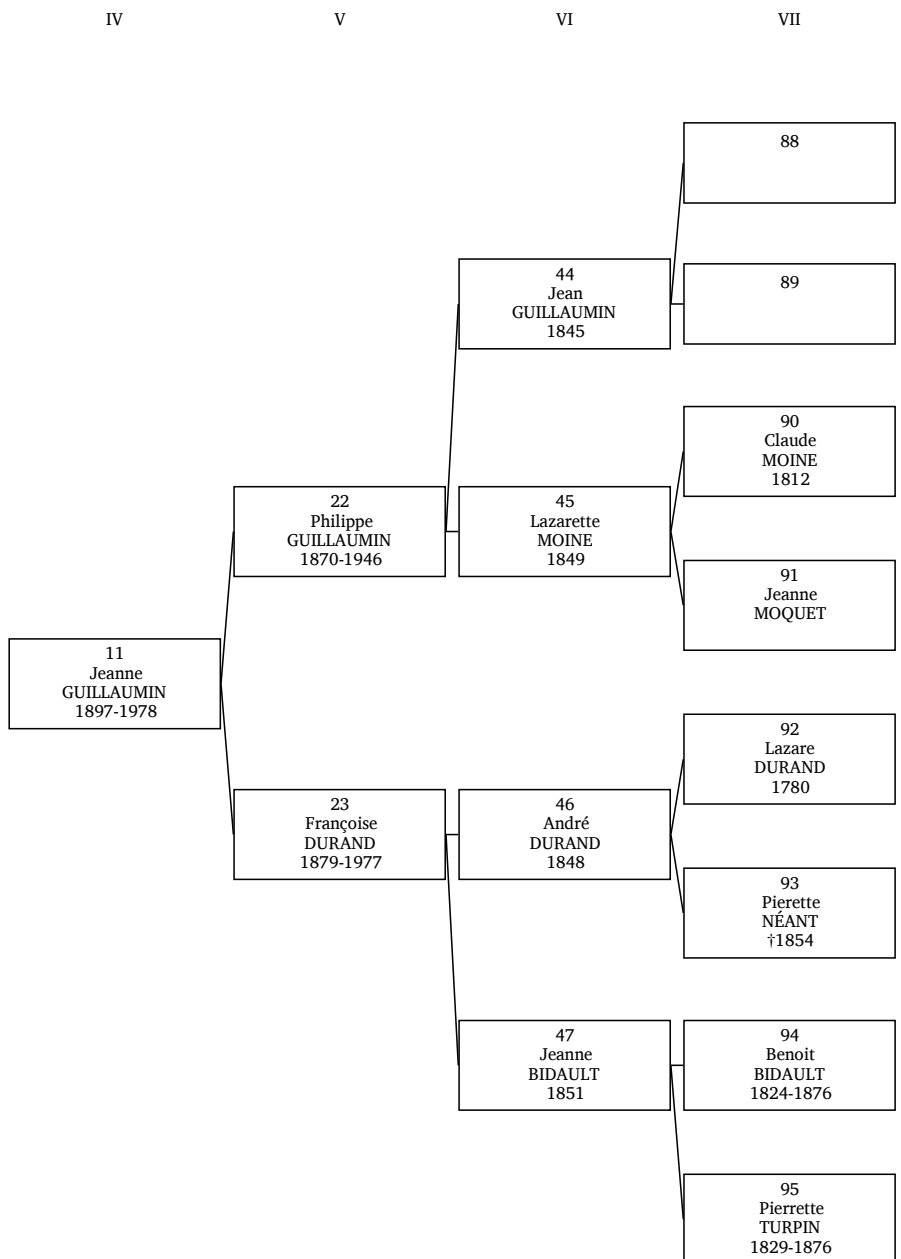 IV V VI VII
88
89
44
Jean
GUILLAUMIN
1845
90
Claude
MOINE
1812
22
Philippe
GUILLAUMIN
1870-1946
45
Lazarette
MOINE
1849
91
Jeanne
MOQUET
11
Jeanne
GUILLAUMIN
1897-1978
92
Lazare
DURAND
1780
23
Françoise
DURAND
1879-1977
46
André
DURAND
1848
93
Pierette
NÉANT
†1854
47
Jeanne
BIDAULT
1851
94
Benoit
BIDAULT
1824-1876
95
Pierrette
TURPIN
1829-1876